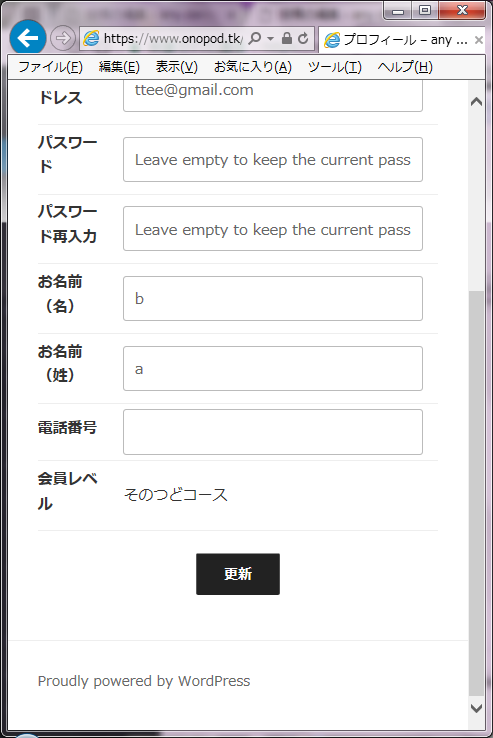 https://www.onopod.tk/
プロフィール – any ...
ファイル(F) 編集(E) 表示(V) お気に入り(A) ツール(T) ヘルプ(H)
ドレス
ttee@gmail.com
パスワー
ド
Leave empty to keep the current pass
パスワー
ド再入力
Leave empty to keep the current pass
お名前
（名）
b
お名前
（姓）
a
電話番号
会員レベ
ル
そのつどコース
更新
Proudly powered by WordPress